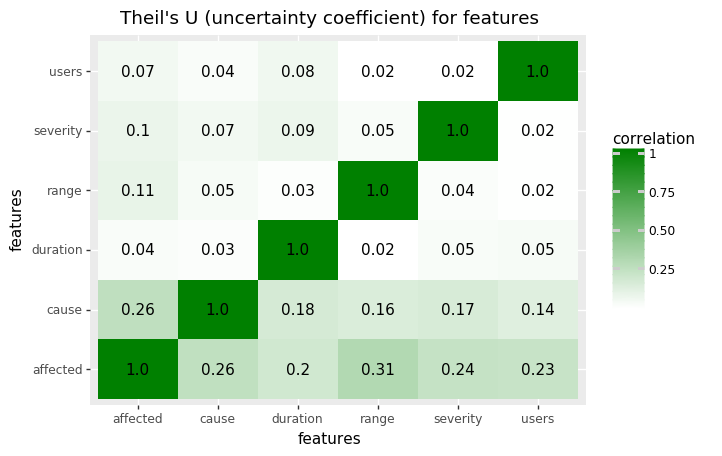 Theil's U (uncertainty coefficient) for features
users 0.07 0.04 0.08 0.02 0.02 1.0
severity 0.1 0.07 0.09 0.05 1.0 0.02
range 0.11 0.05 0.03 1.0 0.04 0.02
duration 0.04 0.03 1.0 0.02 0.05 0.05
cause 0.26 1.0 0.18 0.16 0.17 0.14
affected 1.0 0.26 0.2 0.31 0.24 0.23
affected cause duration range severity users
features
features
correlation
1
0.75
0.50
0.25